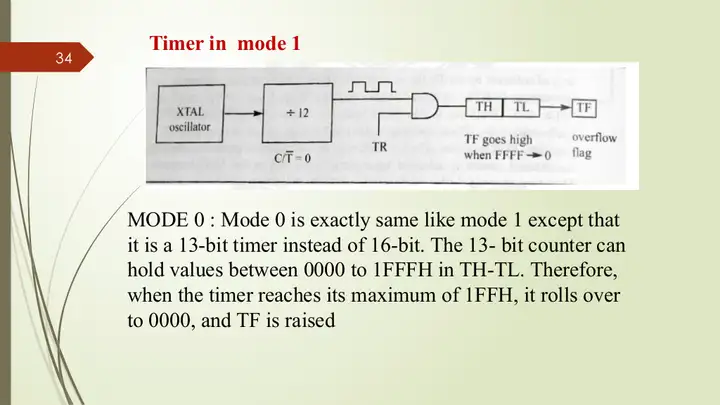 34
Timer in mode 1
XTAL
oscillator
÷ 12
C/T̅ = 0
TR
TH TL TF
TF goes high
when FFFF → 0
overflow
flag
MODE 0 : Mode 0 is exactly same like mode 1 except that
it is a 13-bit timer instead of 16-bit. The 13- bit counter can
hold values between 0000 to 1FFFH in TH-TL. Therefore,
when the timer reaches its maximum of 1FFH, it rolls over
to 0000, and TF is raised